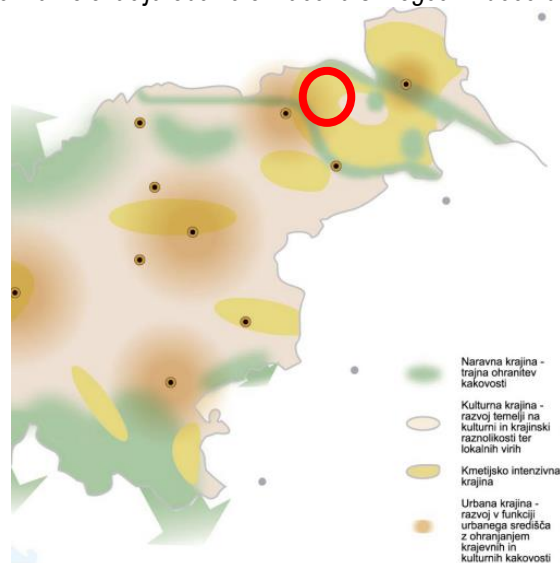 Naravna krajina -
trajna ohranitev
kakovosti
Kulturna krajina -
razvoj temelji na
kulturni in krajinski
raznolikosti ter
lokalnih virih
Kmetijsko intenzivna
krajina
Urbana krajina -
razvoj v funkciji
urbanega središča
z ohranjanjem
krajevnih in
kulturnih kakovosti